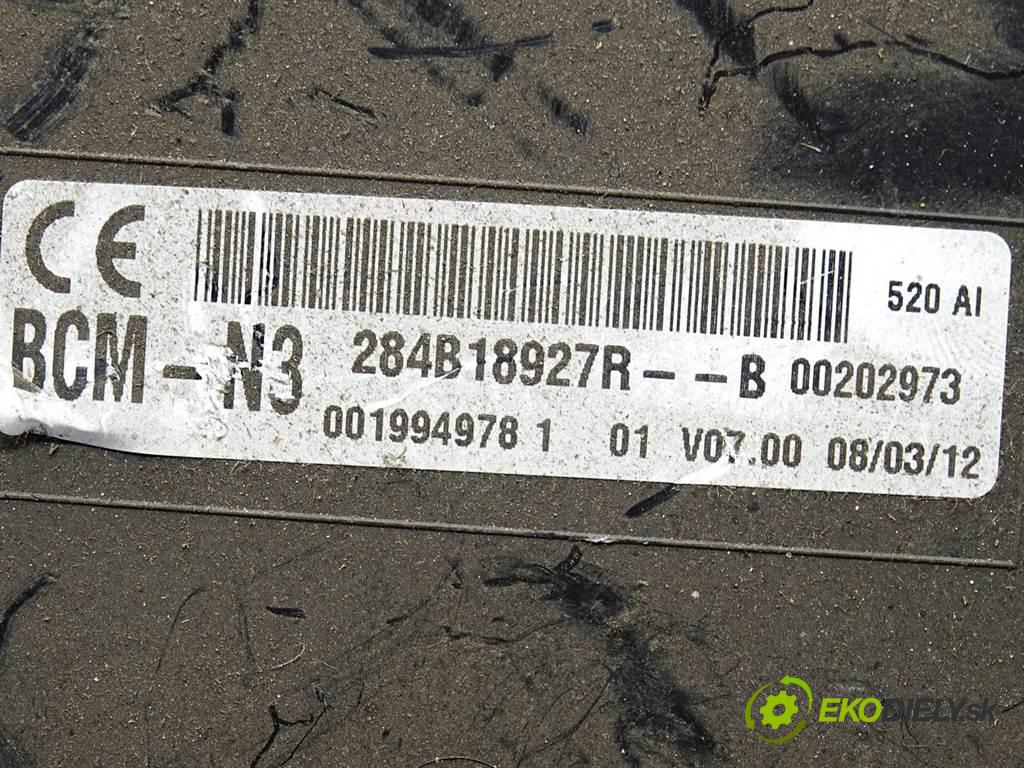 CE
520 AI
BCM-N3 284B18927R--B 00202973
001994978 1 01 V07.00 08/03/12
EKODIELY.sk